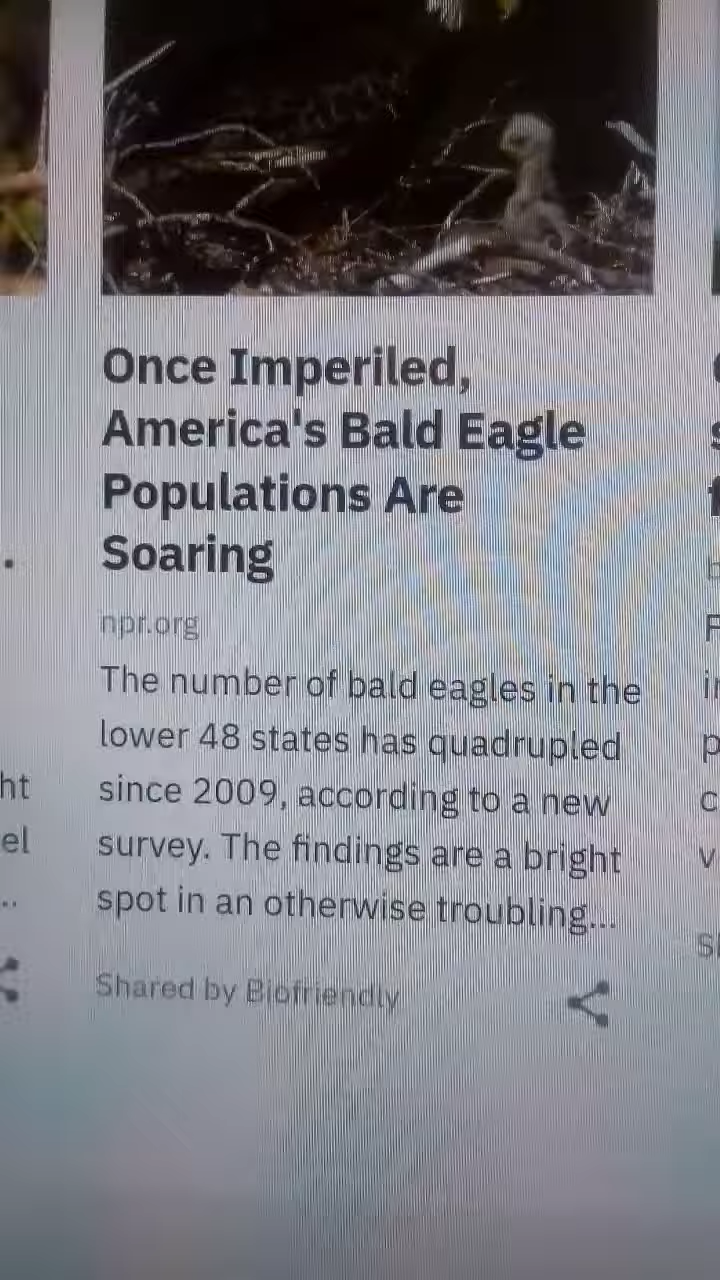 Once Imperiled,
America's Bald Eagle
Populations Are
Soaring
npr.org
The number of bald eagles in the
lower 48 states has quadrupled
since 2009, according to a new
survey. The findings are a bright
spot in an otherwise troubling...
Shared by Biofriendly